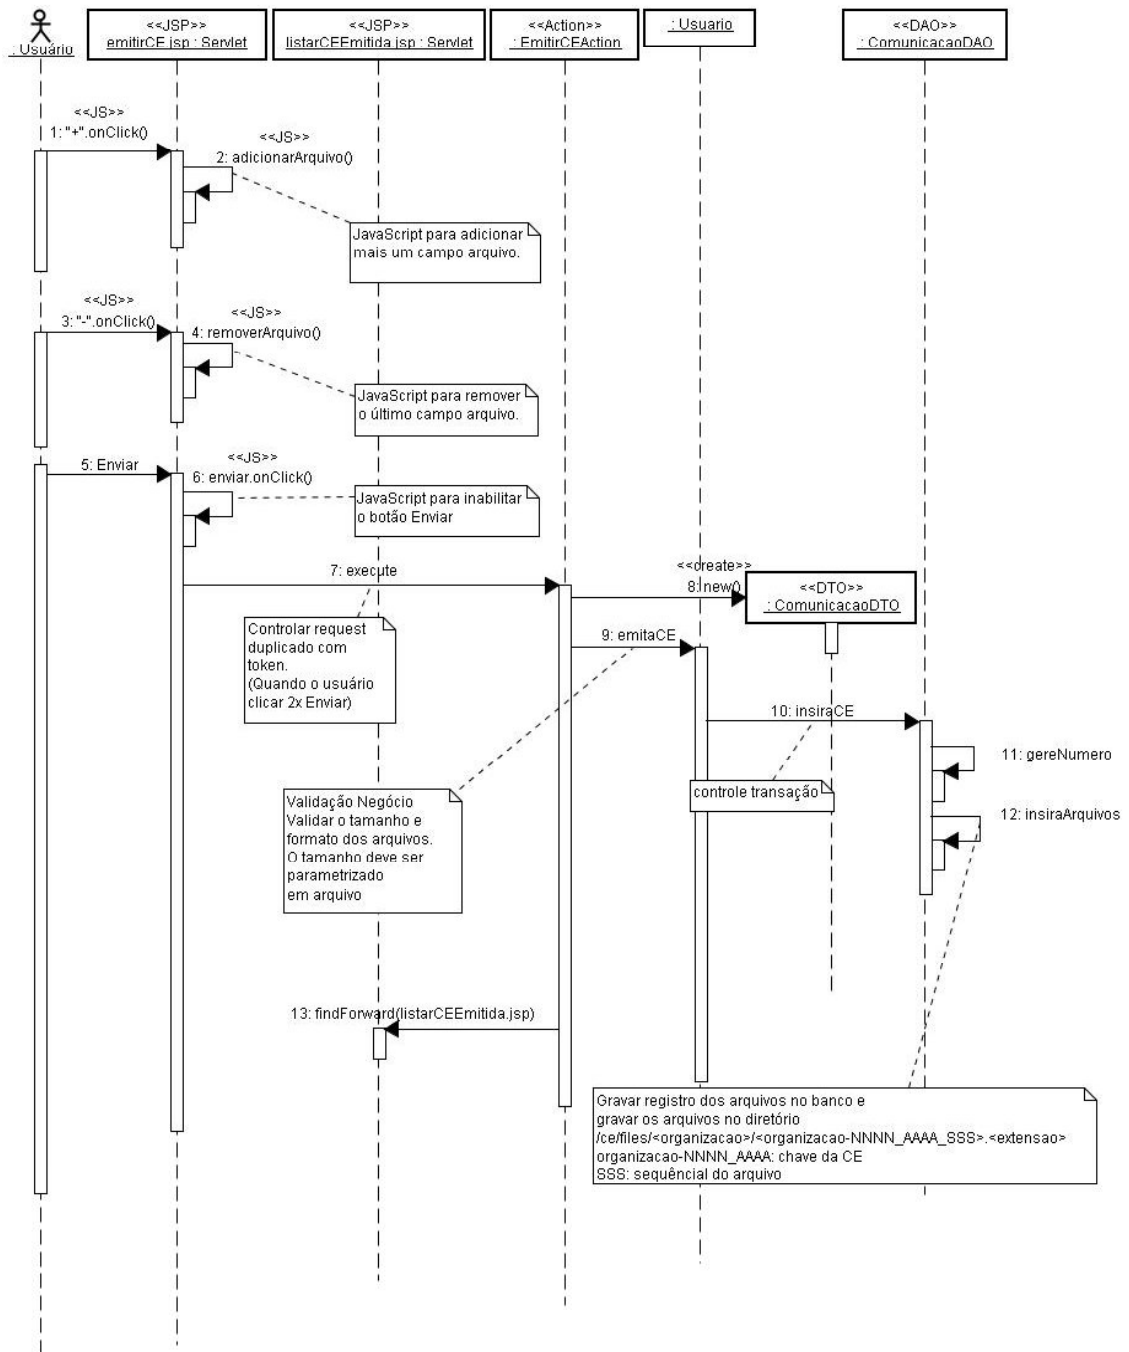 <<JSP>>
emitirCE.jsp : Servlet
<<JSP>>
listarCEEmitida.jsp : Servlet
<<Action>>
: EmitirCEAction
: Usuario
<<DAO>>
: ComunicacaoDAO
: Usuário
<<JS>>
1: "+".onClick()
<<JS>>
2: adicionarArquivo()
JavaScript para adicionar
mais um campo arquivo.
<<JS>>
3: "-".onClick()
<<JS>>
4: removerArquivo()
JavaScript para remover
o último campo arquivo.
5: Enviar
<<JS>>
6: enviar.onClick()
JavaScript para inabilitar
o botão Enviar
7: execute
<<create>>
8: new()
<<DTO>>
: ComunicacaoDTO
Controlar request
duplicado com
token.
(Quando o usuário
clicar 2x Enviar)
9: emitaCE
10: insiraCE
11: gereNumero
controle transação
Validação Negócio
Validar o tamanho e
formato dos arquivos.
O tamanho deve ser
parametrizado
em arquivo
12: insiraArquivos
13: findForward(listarCEEmitida.jsp)
Gravar registro dos arquivos no banco e
gravar os arquivos no diretório
/ce/files/<organizacao>/<organizacao-NNNN_AAAA_SSS>.<extensao>
organizacao-NNNN_AAAA: chave da CE
SSS: sequêncial do arquivo